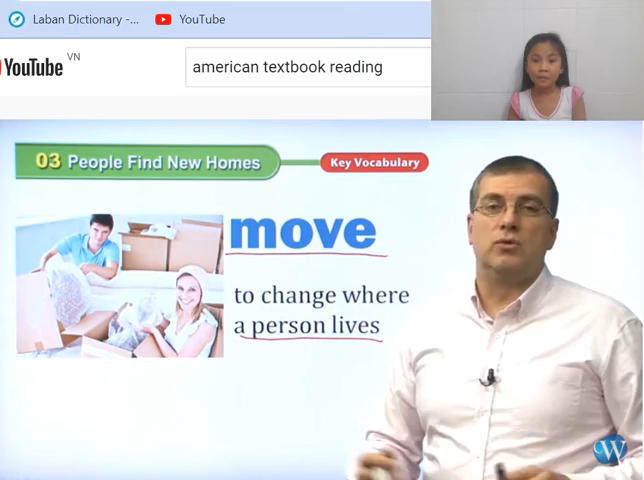 Laban Dictionary -...
YouTube
YouTube VN
american textbook reading
03 People Find New Homes
Key Vocabulary
move
to change where
a person lives
W